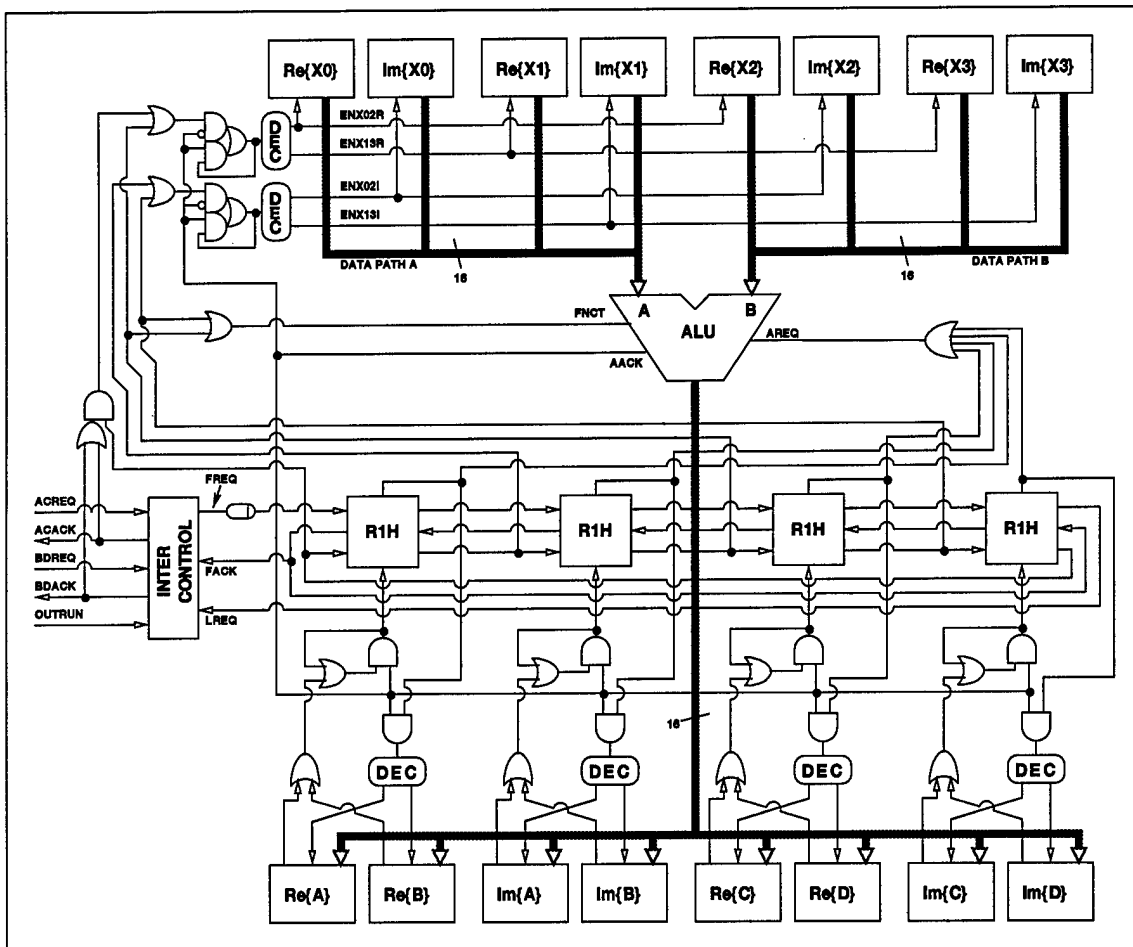 Re{X0} Im{X0} Re{X1} Im{X1} Re{X2} Im{X2} Re{X3} Im{X3}
DEC
ENX02R
ENX13R
DEC
ENX02I
ENX13I
DATA PATH A
16
16
DATA PATH B
A
B
ALU
FNCT
AACK
AREQ
ACREQ
ACACK
BDREQ
BDACK
OUTRUN
INTER CONTROL
FREQ
FACK
LREQ
R1H R1H R1H R1H
16
DEC DEC DEC DEC
Re{A} Re{B} Im{A} Im{B} Re{C} Re{D} Im{C} Im{D}